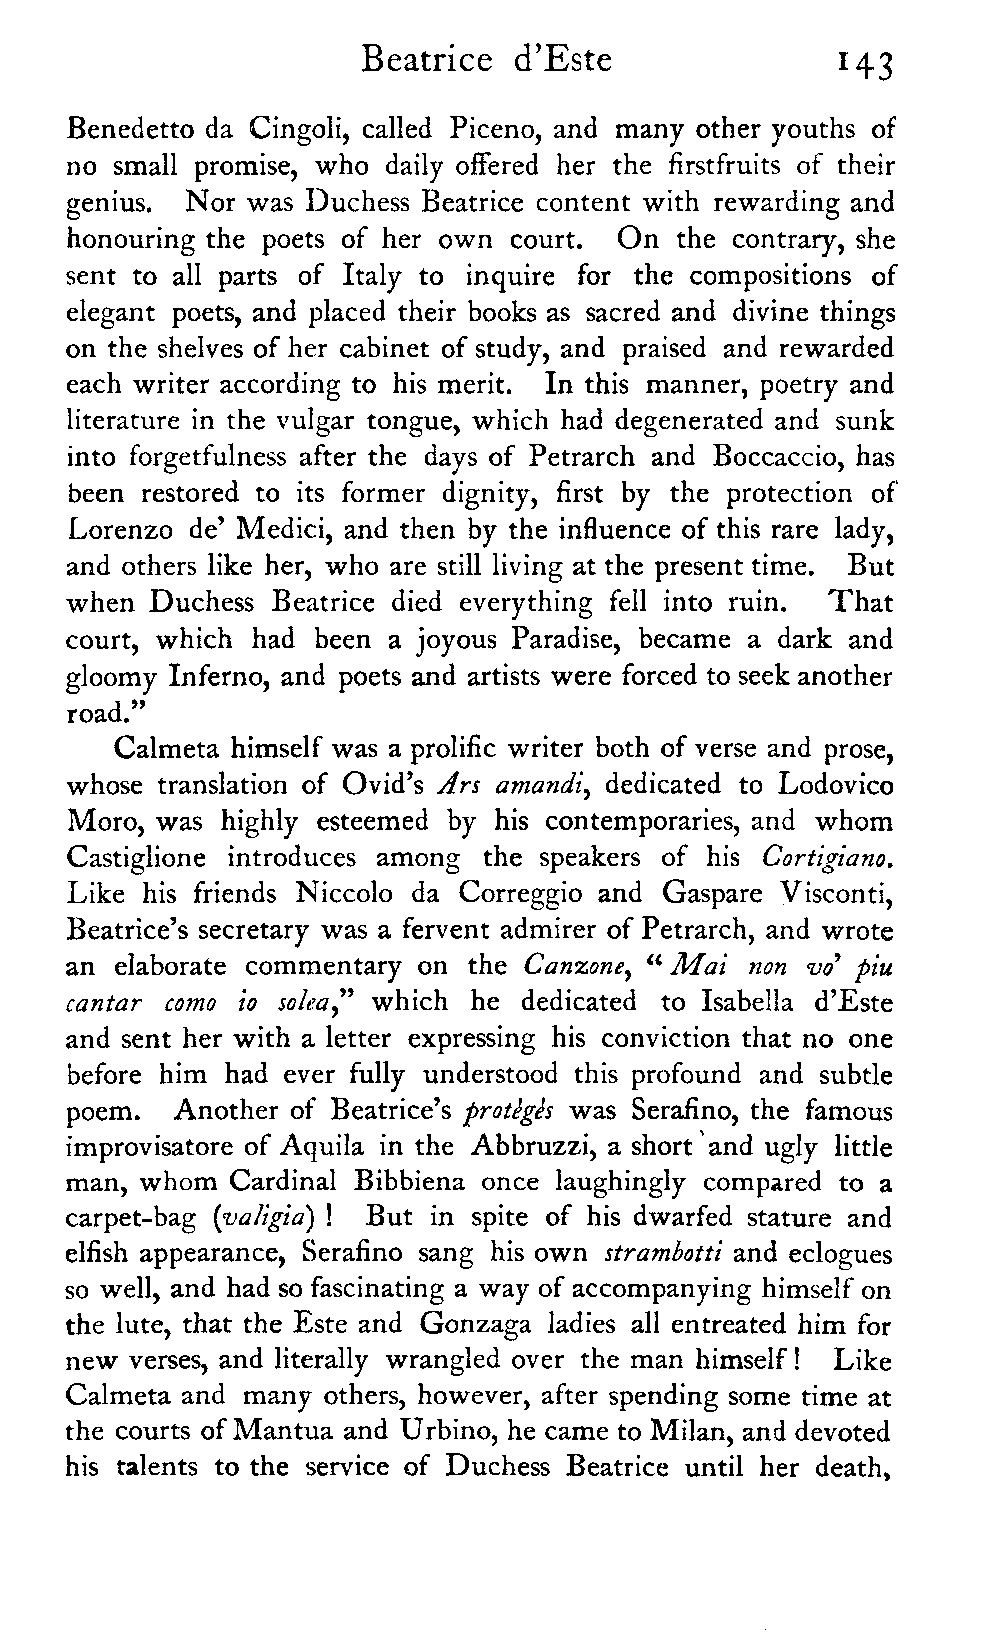 Beatrice d'Este 143
Benedetto da Cingoli, called Piceno, and many other youths of
no small promise, who daily offered her the firstfruits of their
genius. Nor was Duchess Beatrice content with rewarding and
honouring the poets of her own court. On the contrary, she
sent to all parts of Italy to inquire for the compositions of
elegant poets, and placed their books as sacred and divine things
on the shelves of her cabinet of study, and praised and rewarded
each writer according to his merit. In this manner, poetry and
literature in the vulgar tongue, which had degenerated and sunk
into forgetfulness after the days of Petrarch and Boccaccio, has
been restored to its former dignity, first by the protection of
Lorenzo de' Medici, and then by the influence of this rare lady,
and others like her, who are still living at the present time. But
when Duchess Beatrice died everything fell into ruin. That
court, which had been a joyous Paradise, became a dark and
gloomy Inferno, and poets and artists were forced to seek another
road."
Calmeta himself was a prolific writer both of verse and prose,
whose translation of Ovid's Ars amandi, dedicated to Lodovico
Moro, was highly esteemed by his contemporaries, and whom
Castiglione introduces among the speakers of his Cortigiano.
Like his friends Niccolo da Correggio and Gaspare Visconti,
Beatrice's secretary was a fervent admirer of Petrarch, and wrote
an elaborate commentary on the Canzone, "Mai non vo' piu
cantar como io solea," which he dedicated to Isabella d'Este
and sent her with a letter expressing his conviction that no one
before him had ever fully understood this profound and subtle
poem. Another of Beatrice's protègès was Serafino, the famous
improvisatore of Aquila in the Abbruzzi, a short and ugly little
man, whom Cardinal Bibbiena once laughingly compared to a
carpet-bag (valigia)! But in spite of his dwarfed stature and
elfish appearance, Serafino sang his own strambotti and eclogues
so well, and had so fascinating a way of accompanying himself on
the lute, that the Este and Gonzaga ladies all entreated him for
new verses, and literally wrangled over the man himself! Like
Calmeta and many others, however, after spending some time at
the courts of Mantua and Urbino, he came to Milan, and devoted
his talents to the service of Duchess Beatrice until her death,